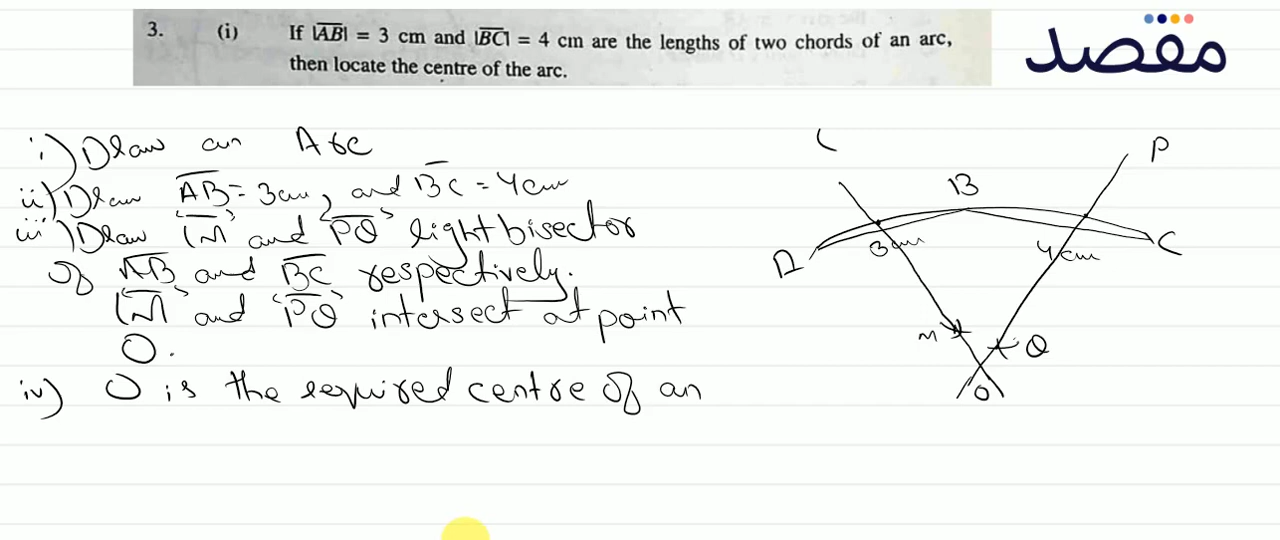 3. (i) If |AB| = 3 cm and |BC| = 4 cm are the lengths of two chords of an arc,
then locate the centre of the arc.
مقصد
i) Draw an Arc
ii) Draw AB = 3cm, and BC = 4cm
iii) Draw LM and PQ right bisector
of AB and BC respectively.
LM and PQ intersect at point
O.
iv) O is the required centre of an
L
P
B
A
3cm
4cm
C
M
Q
O